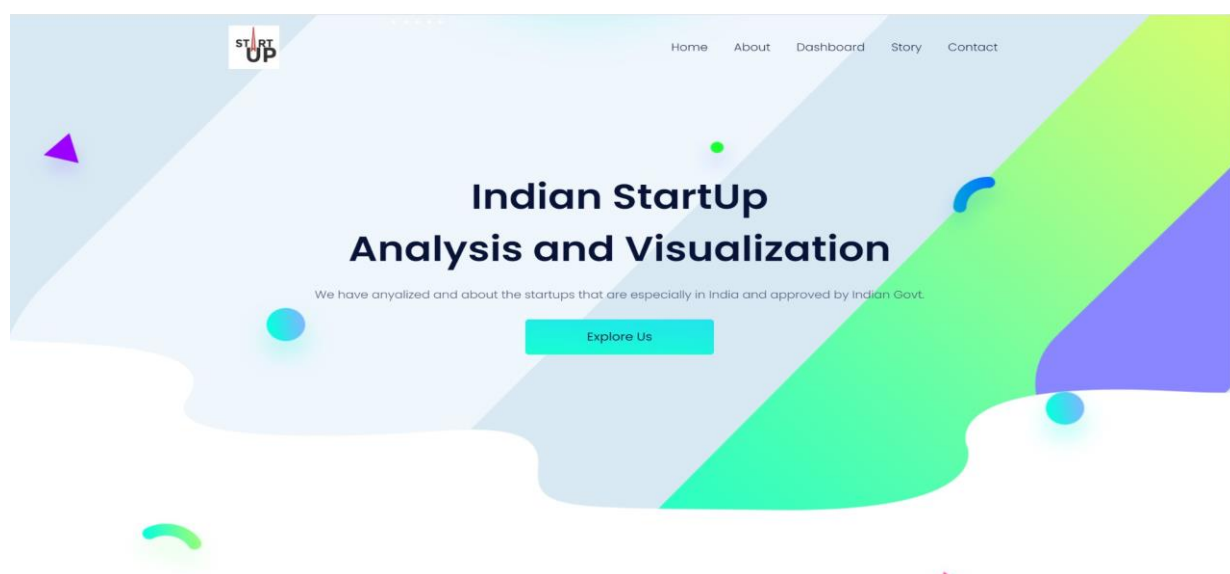 START
UP
Home About Dashboard Story Contact
Indian StartUp
Analysis and Visualization
We have anyalized and about the startups that are especially in India and approved by Indian Govt.
Explore Us